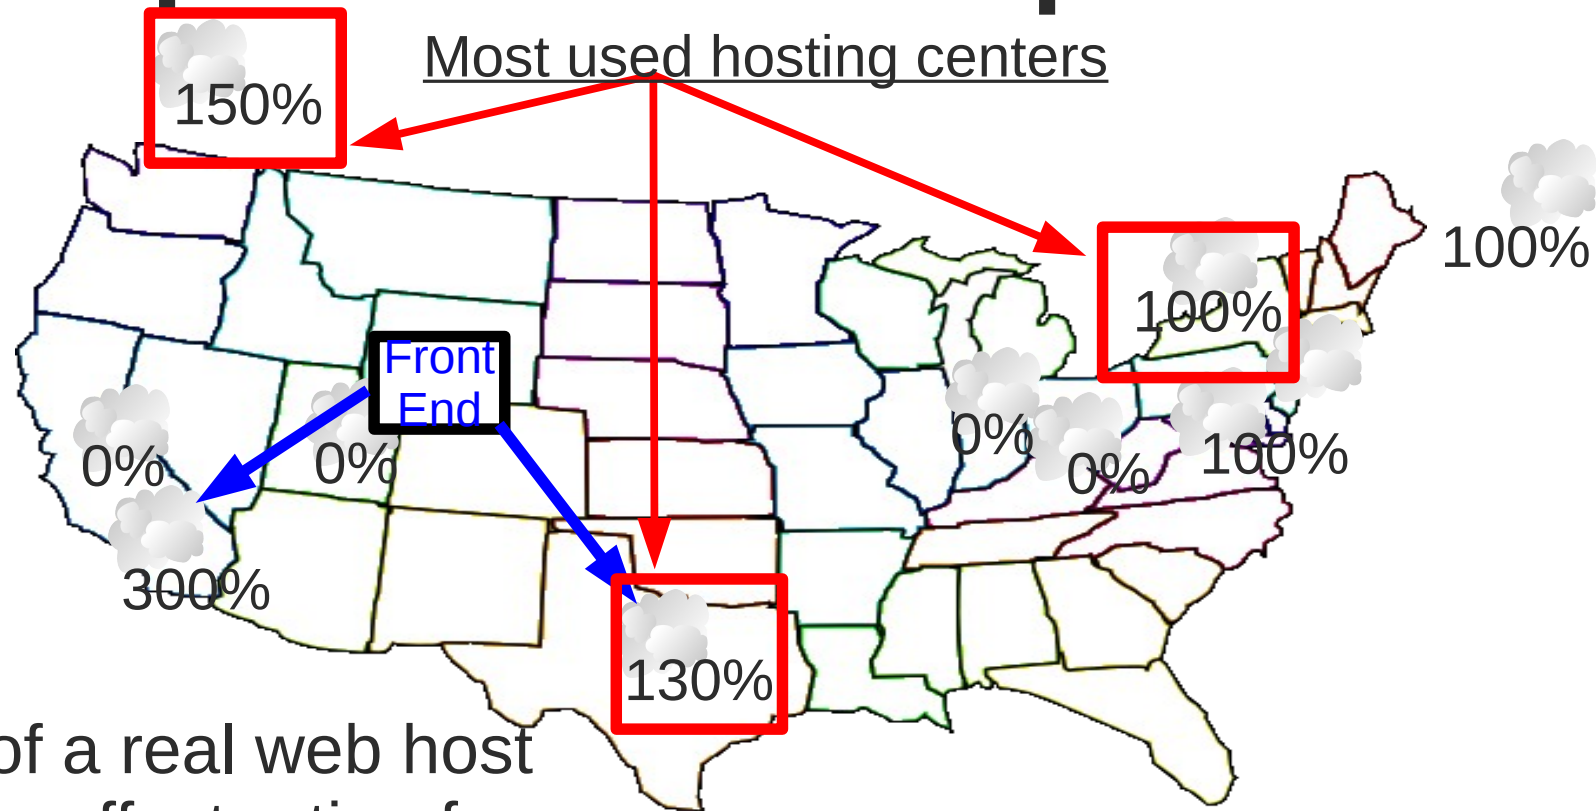 Most used hosting centers
150%
100%
100%
Front
End
0%
0%
0%
0%
100%
300%
130%
of a real web host